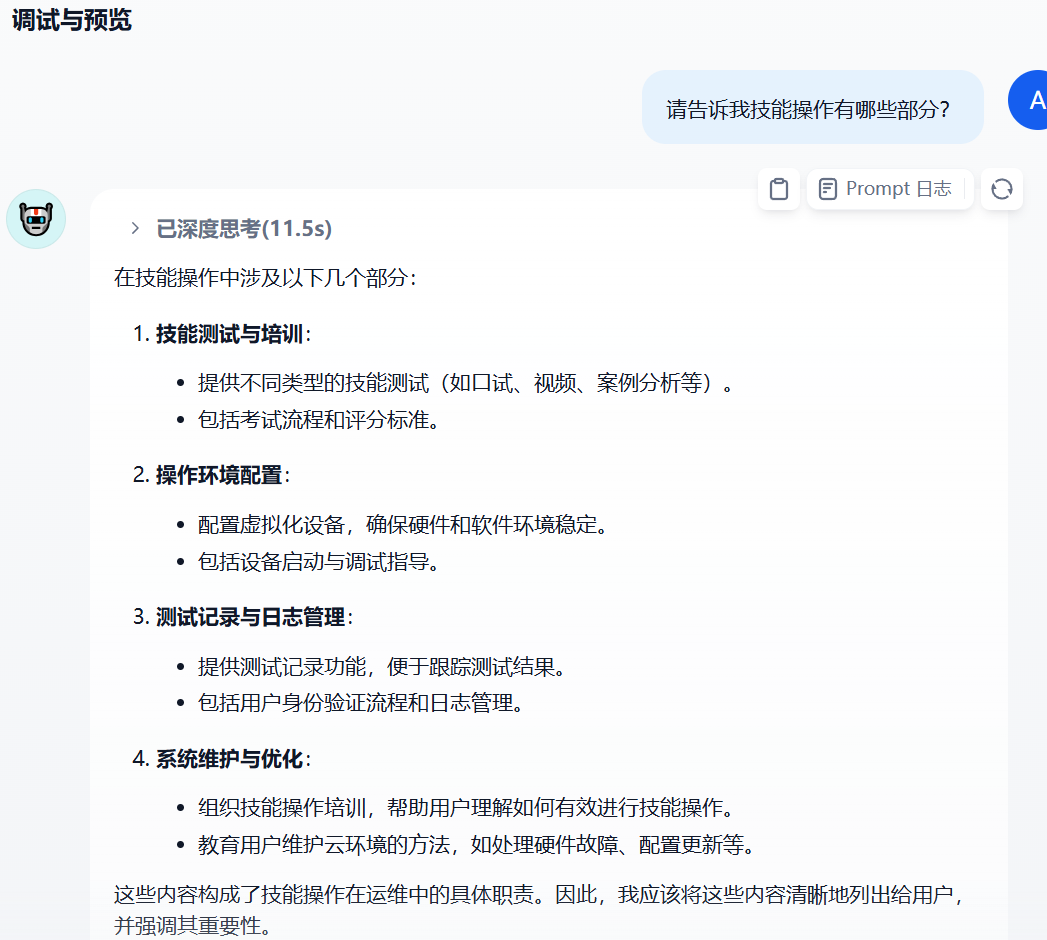 调试与预览
请告诉我技能操作有哪些部分？
A
Prompt 日志
已深度思考(11.5s)
在技能操作中涉及以下几个部分：
1. 技能测试与培训：
• 提供不同类型的技能测试（如口试、视频、案例分析等）。
• 包括考试流程和评分标准。
2. 操作环境配置：
• 配置虚拟化设备，确保硬件和软件环境稳定。
• 包括设备启动与调试指导。
3. 测试记录与日志管理：
• 提供测试记录功能，便于跟踪测试结果。
• 包括用户身份验证流程和日志管理。
4. 系统维护与优化：
• 组织技能操作培训，帮助用户理解如何有效进行技能操作。
• 教育用户维护云环境的方法，如处理硬件故障、配置更新等。
这些内容构成了技能操作在运维中的具体职责。因此，我应该将这些内容清晰地列出给用户，
并强调其重要性。